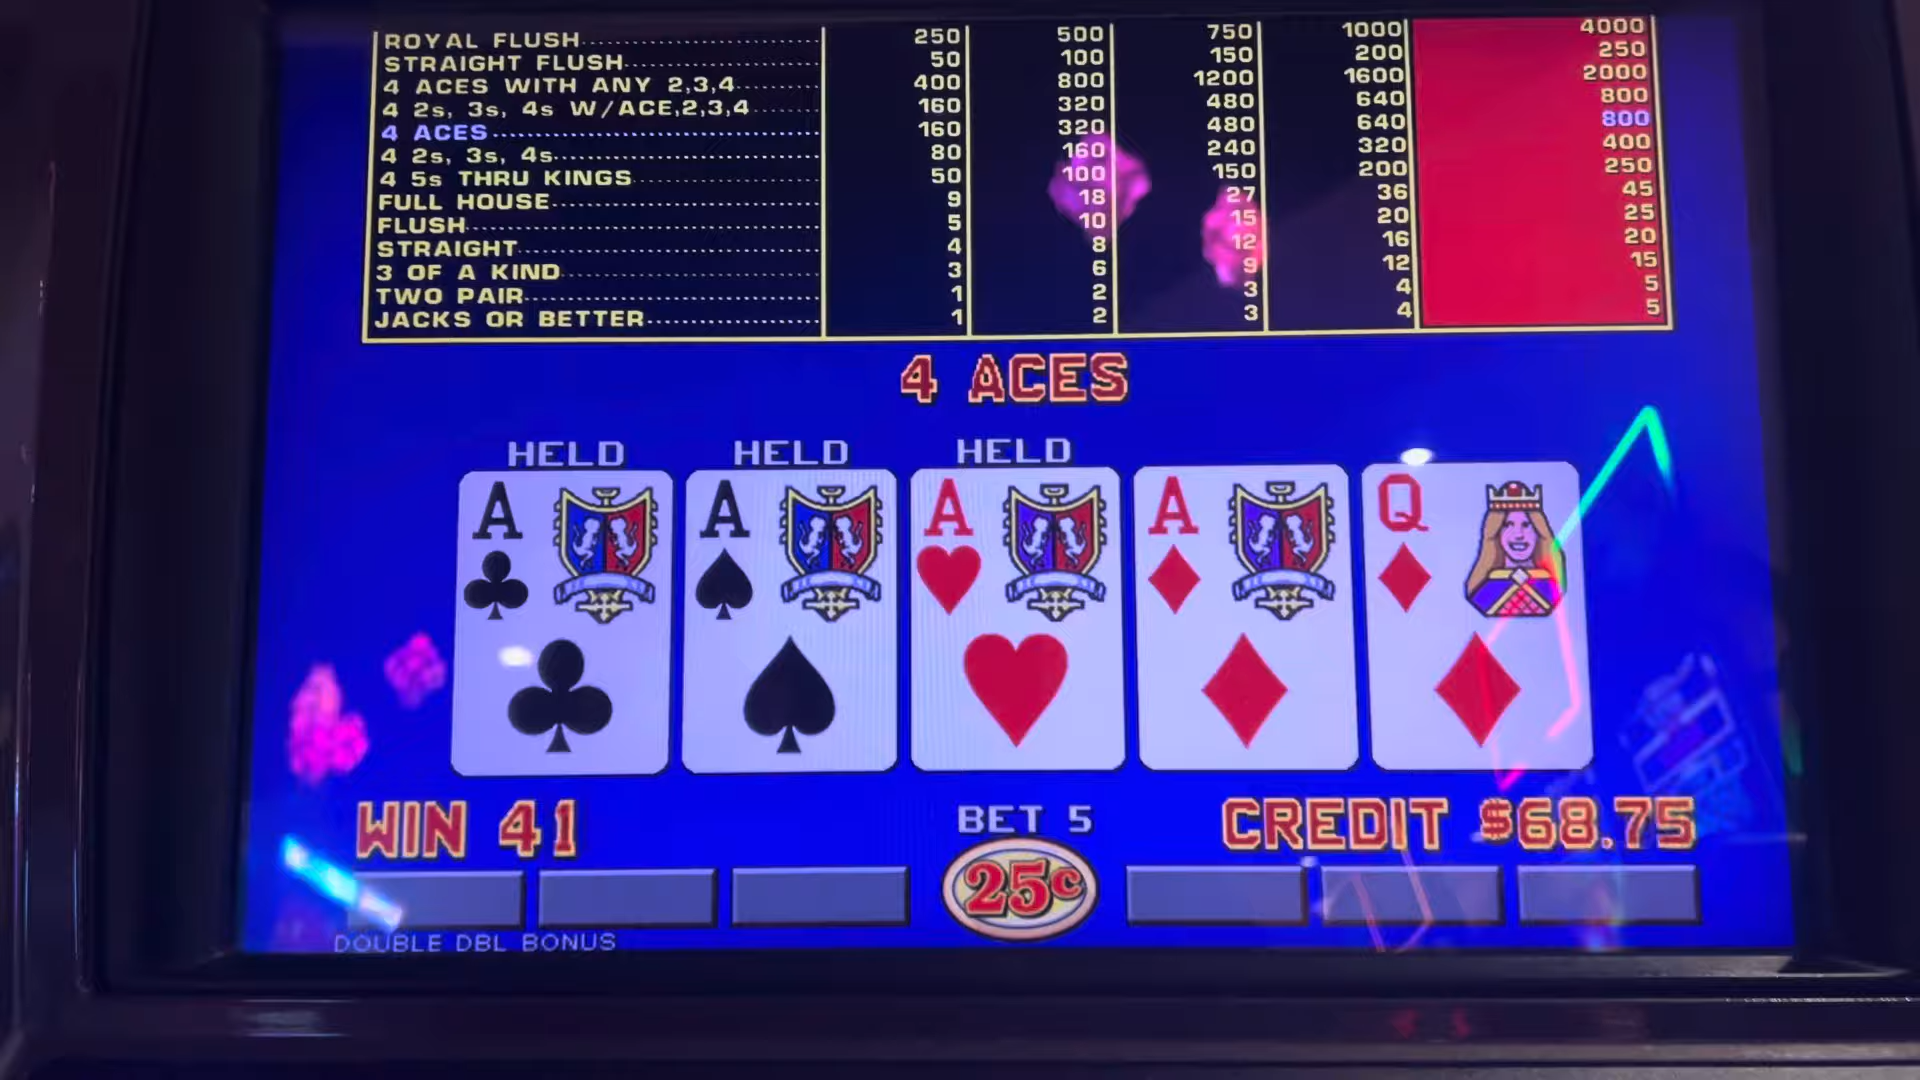 ROYAL FLUSH 250 500 750 1000 4000
STRAIGHT FLUSH 50 100 150 200 250
4 ACES WITH ANY 2,3,4 400 800 1200 1600 2000
4 2s, 3s, 4s W/ACE,2,3,4 160 320 480 640 800
4 ACES 160 320 480 640 800
4 2s, 3s, 4s 80 160 240 320 400
4 5s THRU KINGS 50 100 150 200 250
FULL HOUSE 9 18 27 36 45
FLUSH 5 10 15 20 25
STRAIGHT 4 8 12 16 20
3 OF A KIND 3 6 9 12 15
TWO PAIR 1 2 3 4 5
JACKS OR BETTER 1 2 3 4 5
4 ACES
HELD HELD HELD
A A A A Q
WIN 41 BET 5 CREDIT $68.75
25¢
DOUBLE DBL BONUS